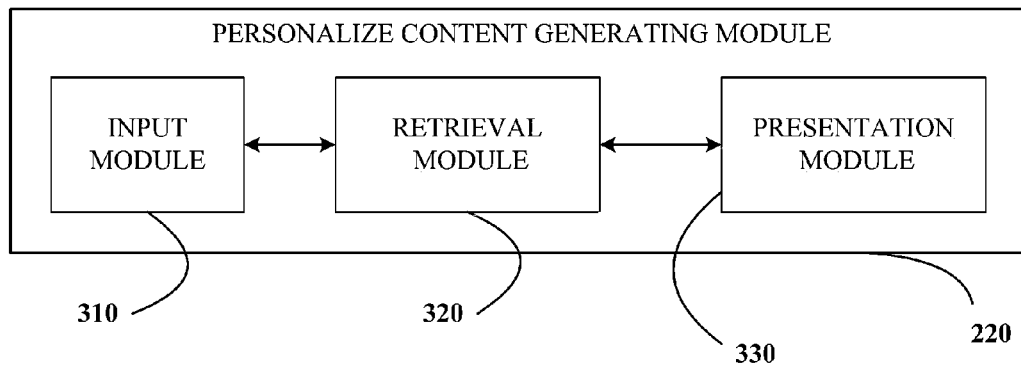 PERSONALIZE CONTENT GENERATING MODULE
INPUT
MODULE
RETRIEVAL
MODULE
PRESENTATION
MODULE
310
320
330
220